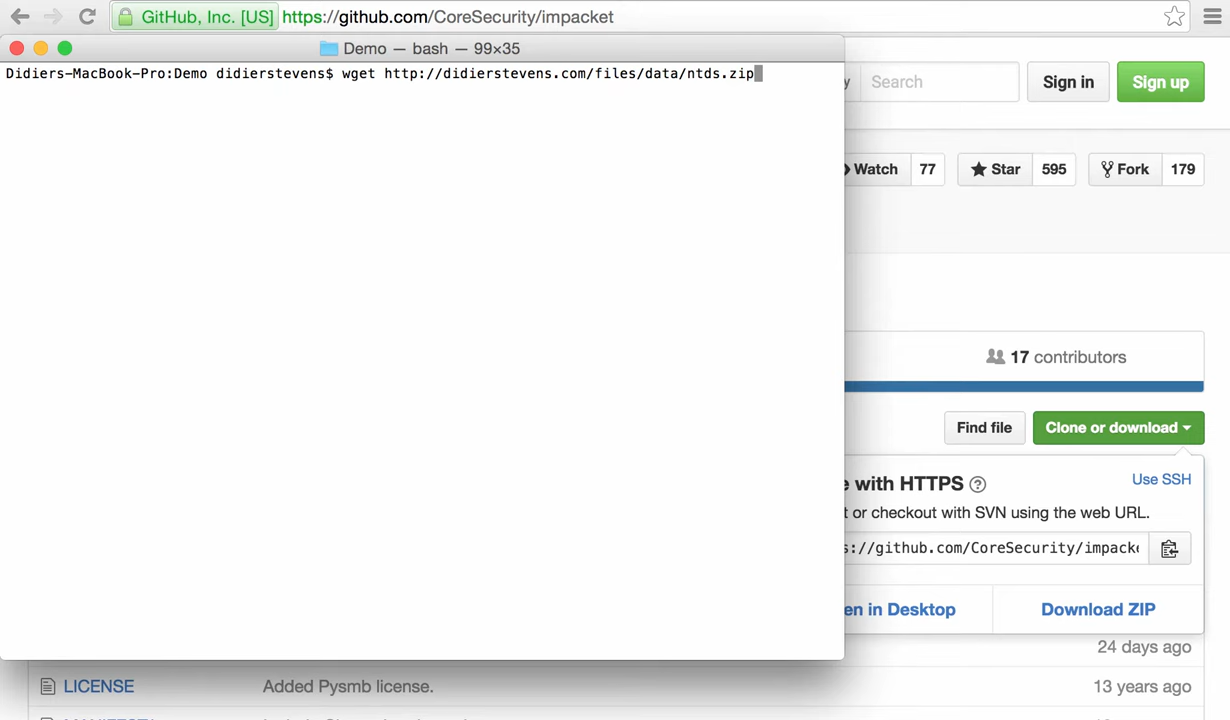 GitHub, Inc. [US] https://github.com/CoreSecurity/impacket
Demo — bash — 99×35
Didiers-MacBook-Pro:Demo didierstevens$ wget http://didierstevens.com/files/data/ntds.zip
Search
Sign in
Sign up
Watch 77
Star 595
Fork 179
17 contributors
Find file
Clone or download
with HTTPS
or checkout with SVN using the web URL.
Use SSH
s://github.com/CoreSecurity/impacke
in Desktop
Download ZIP
24 days ago
LICENSE Added Pysmb license. 13 years ago